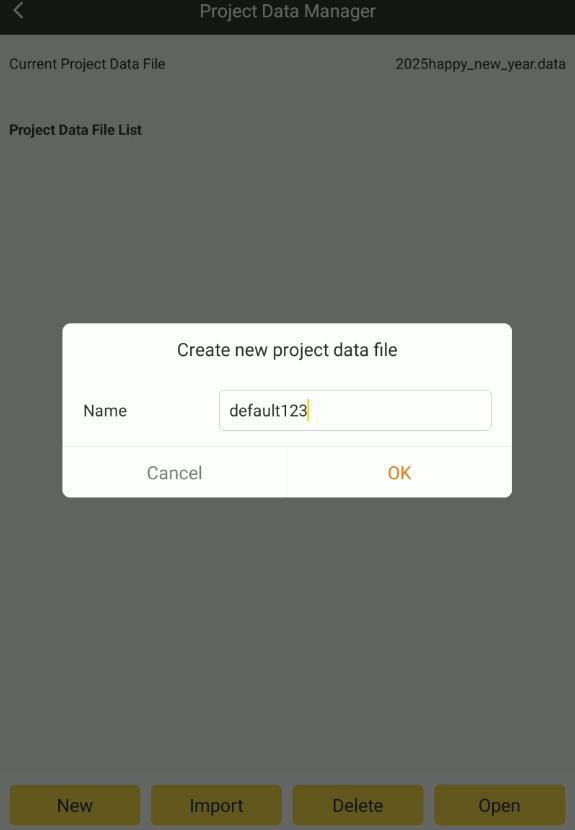 Project Data Manager
Current Project Data File 2025happy_new_year.data
Project Data File List
Create new project data file
Name default123
Cancel OK
New Import Delete Open